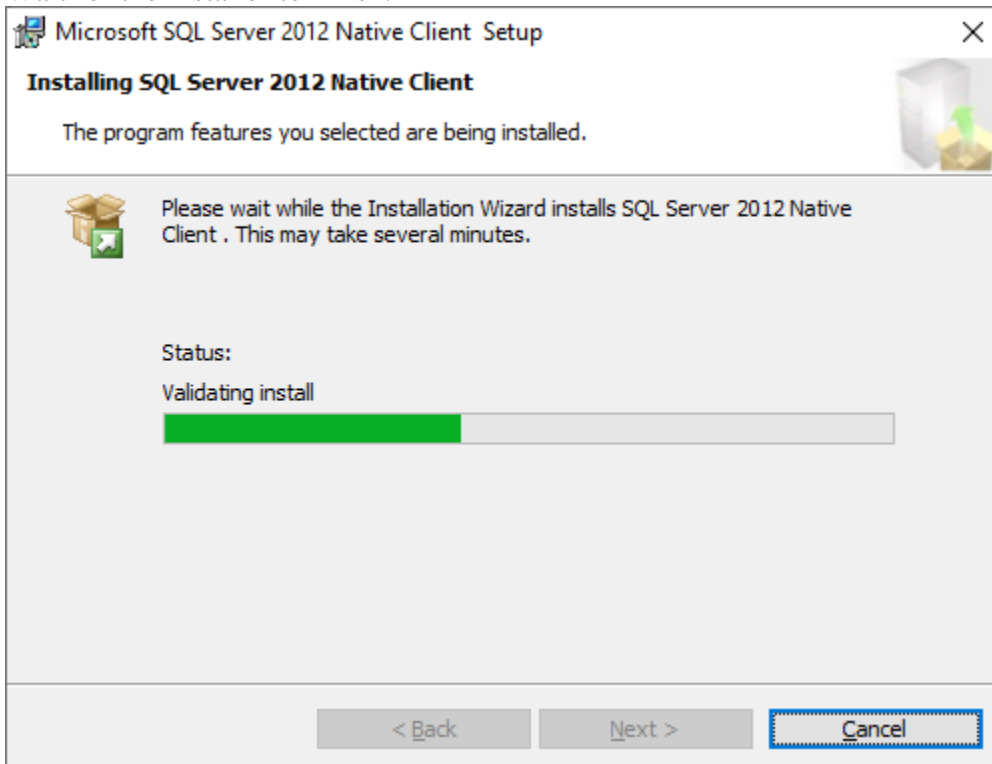 Microsoft SQL Server 2012 Native Client  Setup
Installing SQL Server 2012 Native Client
The program features you selected are being installed.
Please wait while the Installation Wizard installs SQL Server 2012 Native
Client . This may take several minutes.
Status:
Validating install
< Back
Next >
Cancel